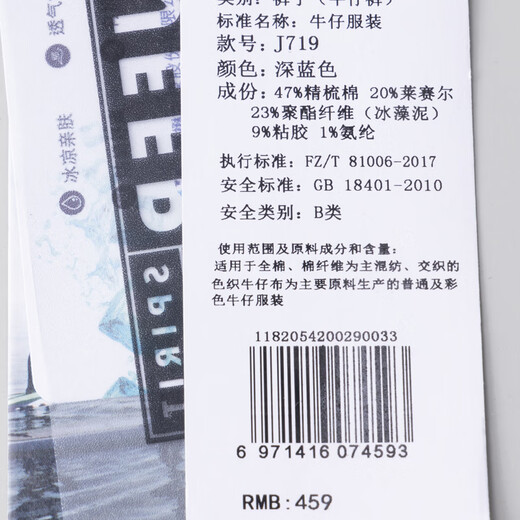 标准名称: 牛仔服装
款号: J719
颜色: 深蓝色
成份: 47%精梳棉 20%莱赛尔
23%聚酯纤维 (冰藻泥)
9%粘胶 1%氨纶
执行标准: FZ/T 81006-2017
安全标准: GB 18401-2010
安全类别: B类
使用范围及原料成分和含量:
适用于全棉、棉纤维为主混纺、交织的
色织牛仔布为主要原料生产的普通及彩
色牛仔服装
1182054200290033
6 971416 074593
RMB: 459
透气
冰凉亲肤
SPIRIT